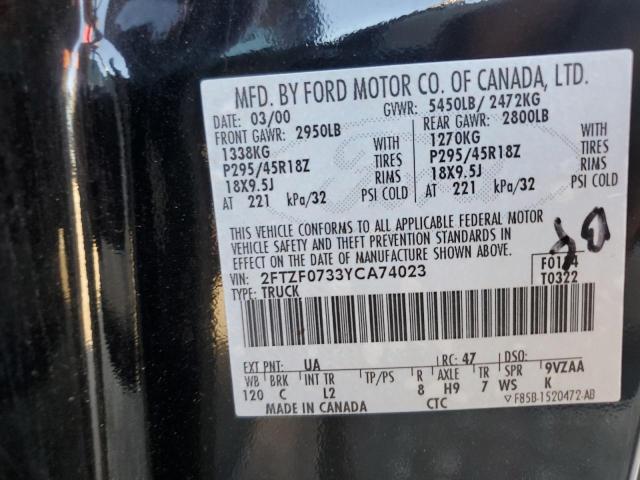 MFD. BY FORD MOTOR CO. OF CANADA, LTD.
DATE: 03/00 GVWR: 5450LB/ 2472KG
FRONT GAWR: 2950LB REAR GAWR: 2800LB
1338KG 1270KG
P295/45R18Z TIRES P295/45R18Z TIRES
18X9.5J RIMS 18X9.5J RIMS
AT 221 kPa/32 PSI COLD AT 221 kPa/32 PSI COLD
THIS VEHICLE CONFORMS TO ALL APPLICABLE FEDERAL MOTOR
VEHICLE SAFETY AND THEFT PREVENTION STANDARDS IN
EFFECT ON THE DATE OF MANUFACTURE SHOWN ABOVE.
VIN: 2FTZF0733YCA74023 
TYPE: TRUCK T0322
EXT PNT: UA RC: 47 DSO:
WB BRK INT TR TP/PS R AXLE TR SPR 9VZAA
120 C L2 8 H9 7 WS K
MADE IN CANADA CTC F85B-1520472-AB